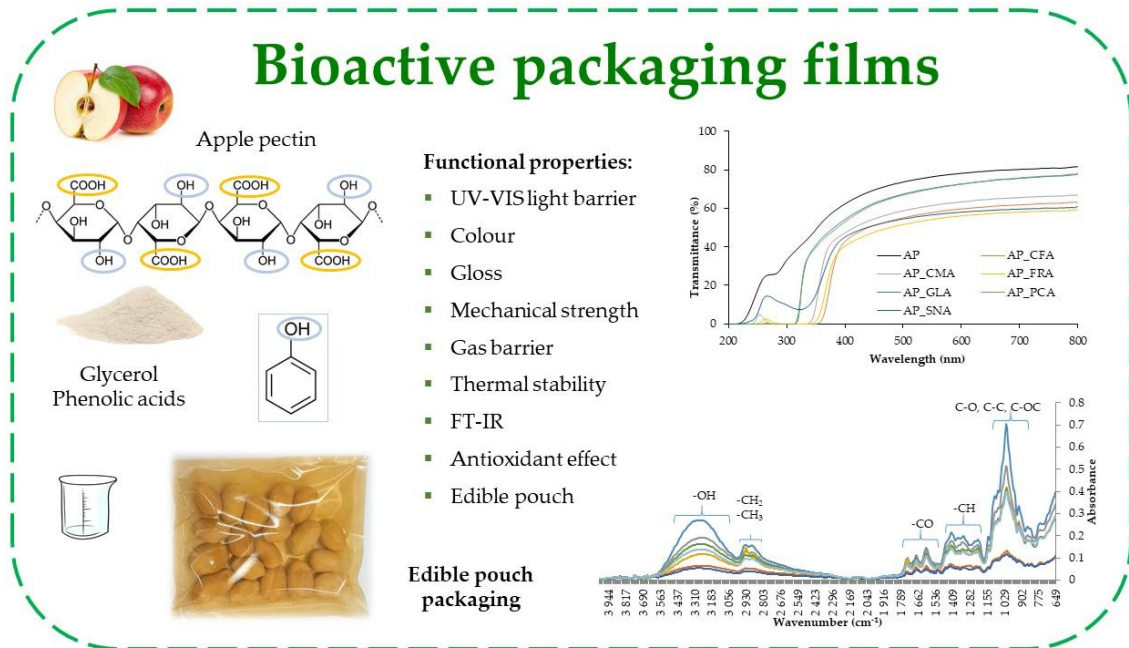 Bioactive packaging films
Apple pectin
COOH
OH
COOH
OH
O
O
OH
OH
O
O
OH
OH
O
O
O
OH
COOH
OH
COOH
Glycerol
Phenolic acids
OH
Functional properties:
▪ UV-VIS light barrier
▪ Colour
▪ Gloss
▪ Mechanical strength
▪ Gas barrier
▪ Thermal stability
▪ FT-IR
▪ Antioxidant effect
▪ Edible pouch
Edible pouch
packaging
Transmittance (%)
100
80
60
40
20
0
AP
AP_CFA
AP_CMA
AP_FRA
AP_GLA
AP_PCA
AP_SNA
200 300 400 500 600 700 800
Wavelength (nm)
C-O, C-C, C-OC
-OH
-CH₂
-CH₃
-CO
-CH
0.8
0.7
0.6
0.5
0.4
0.3
0.2
0.1
0
Absorbance
3 944 3 817 3 690 3 563 3 437 3 310 3 183 3 056 2 930 2 803 2 676 2 549 2 423 2 296 2 169 2 043 1 916 1 789 1 662 1 536 1 409 1 282 1 155 1 029 902 775 649
Wavenumber (cm⁻¹)